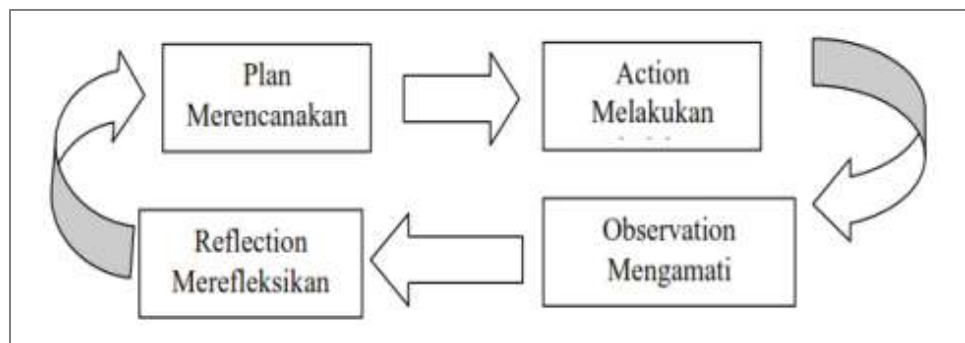 Plan
Merencanakan
Action
Melakukan
Observation
Mengamati
Reflection
Merefleksikan